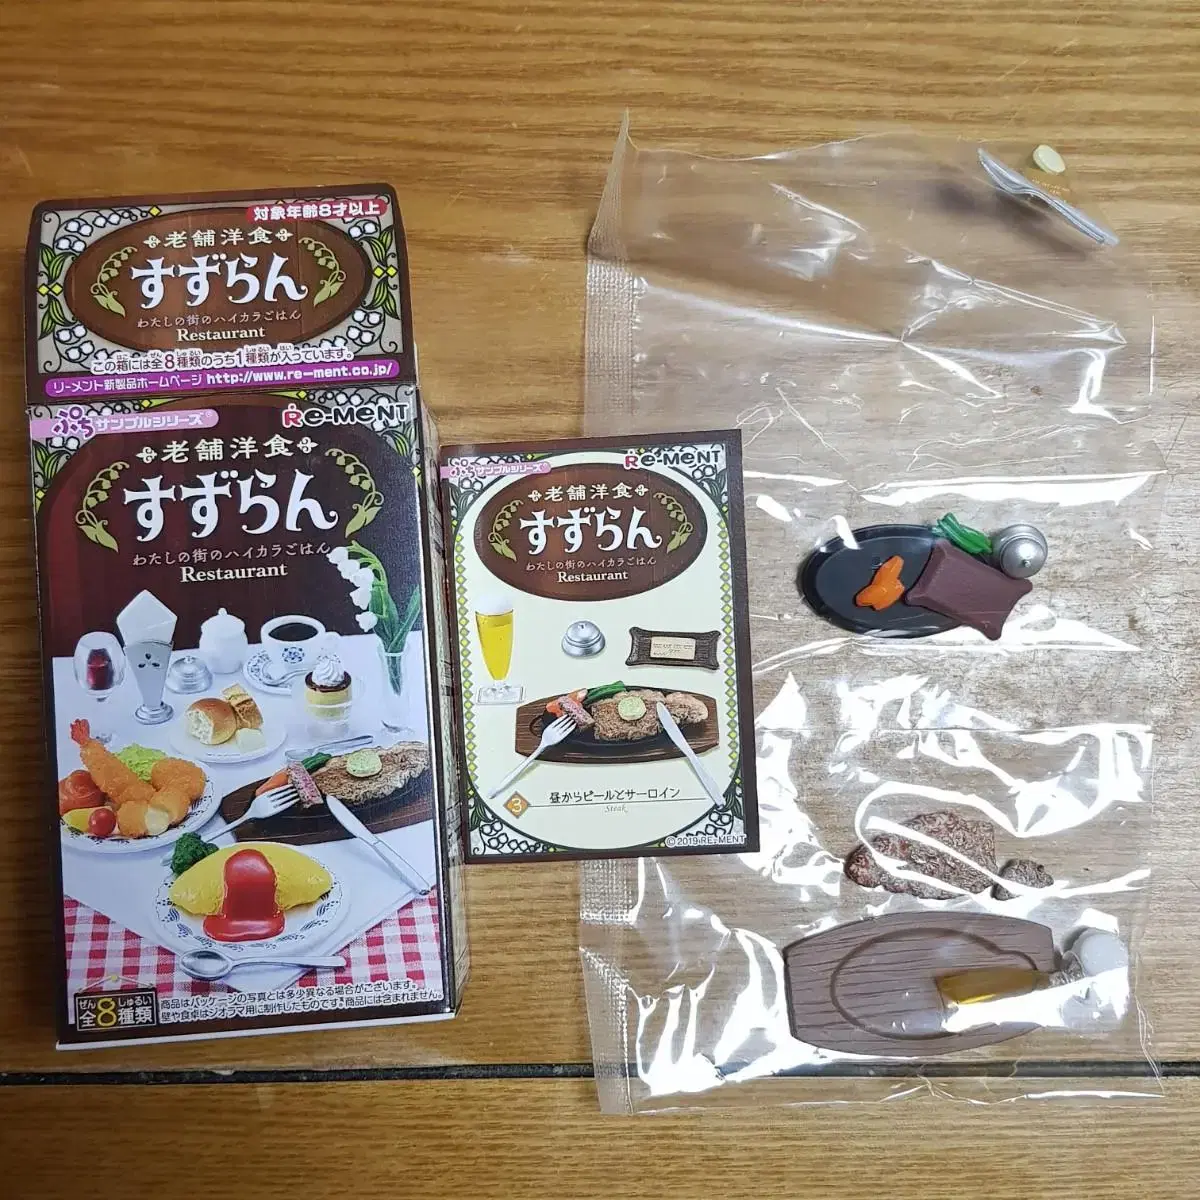 対象年齢8才以上
老舗洋食
すずらん
わたしの街のハイカラごはん
Restaurant
この箱には全8種類のうち1種類が入っています。
リーメント新製品ホームページ http://www.re-ment.co.jp/
ぷちサンプルシリーズ®
Re-MeNT
老舗洋食
すずらん
わたしの街のハイカラごはん
Restaurant
ぜん しゅるい
全8種類
商品はパッケージの写真とは多少異なる場合がございます。
壁や食卓はジオラマ用に制作したものです。商品には含まれません。
ぷちサンプルシリーズ®
Re-MeNT
老舗洋食
すずらん
わたしの街のハイカラごはん
Restaurant
3
昼からビールとサーロイン
Steak
©2019 RE-MENT